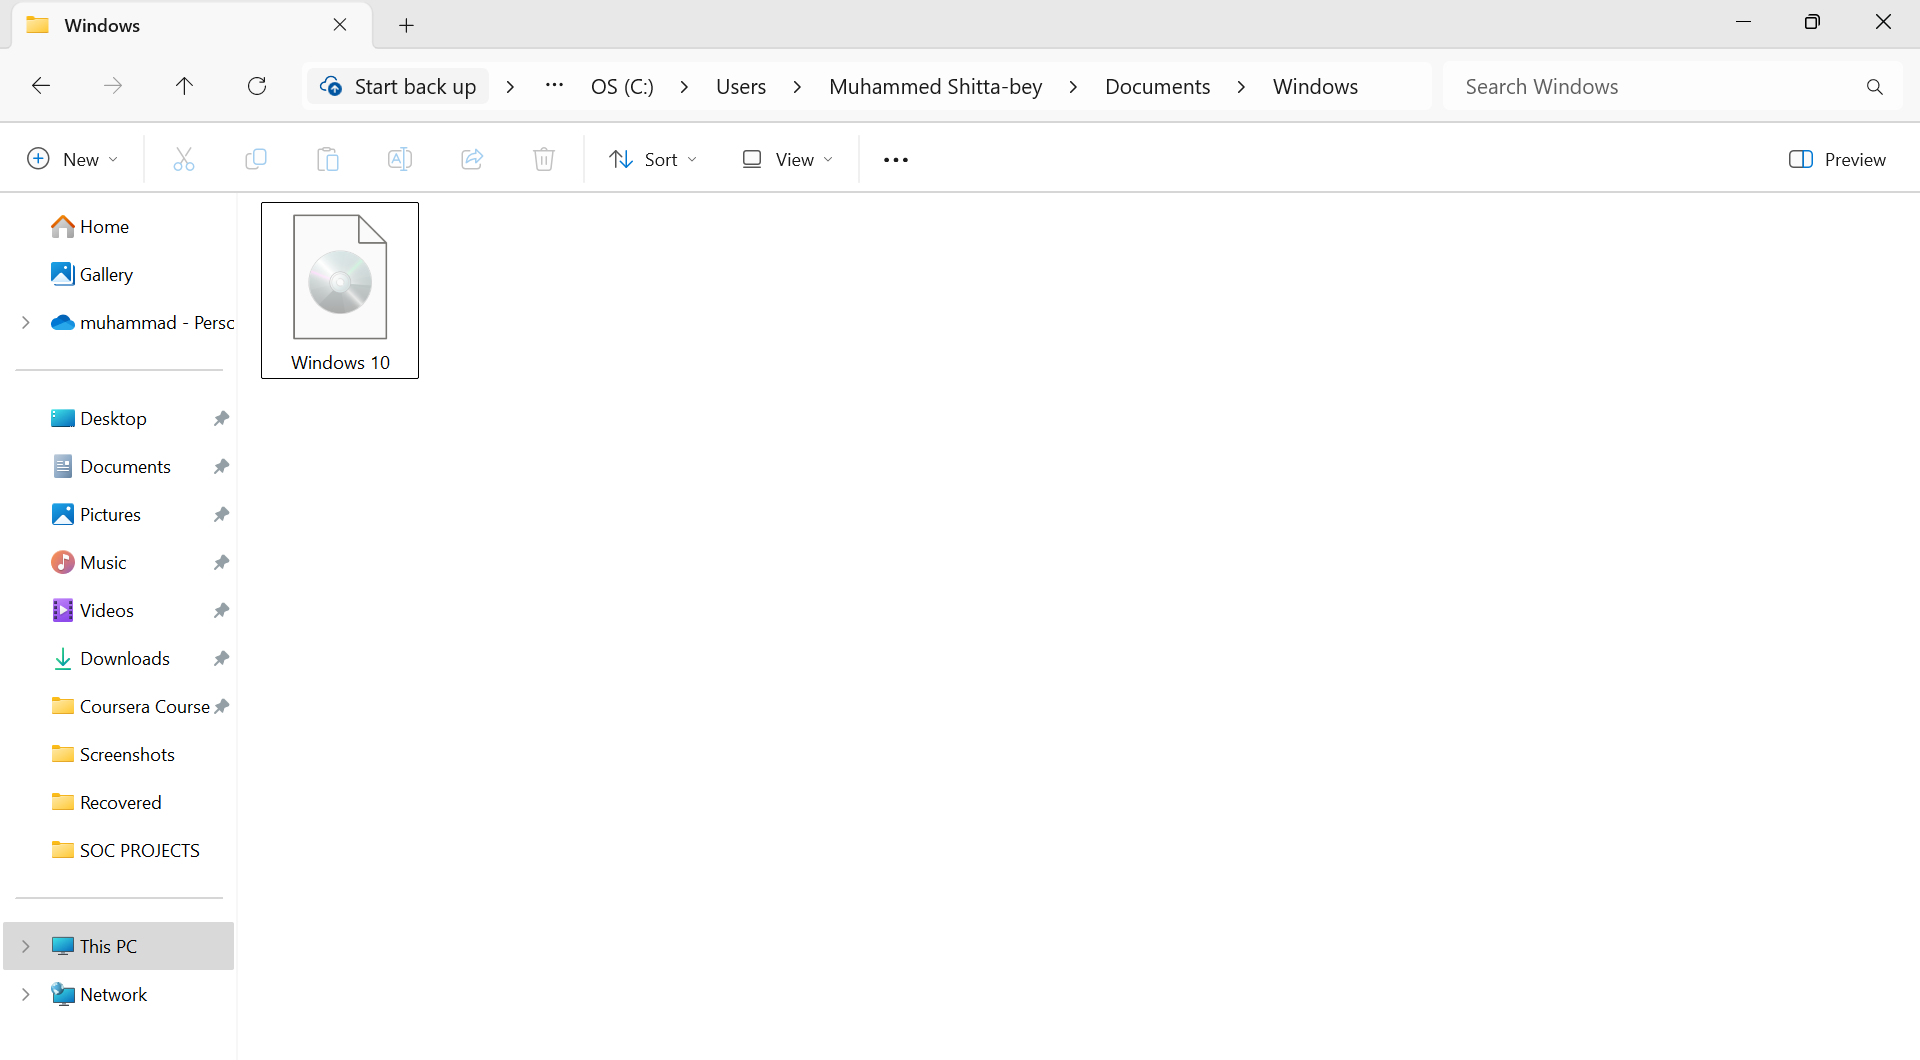 Windows
Start back up > ... OS (C:) > Users > Muhammed Shitta-bey > Documents > Windows
Search Windows
New
Sort
View
Preview
Home
Gallery
muhammad - Perso
Desktop
Documents
Pictures
Music
Videos
Downloads
Coursera Course
Screenshots
Recovered
SOC PROJECTS
This PC
Network
Windows 10